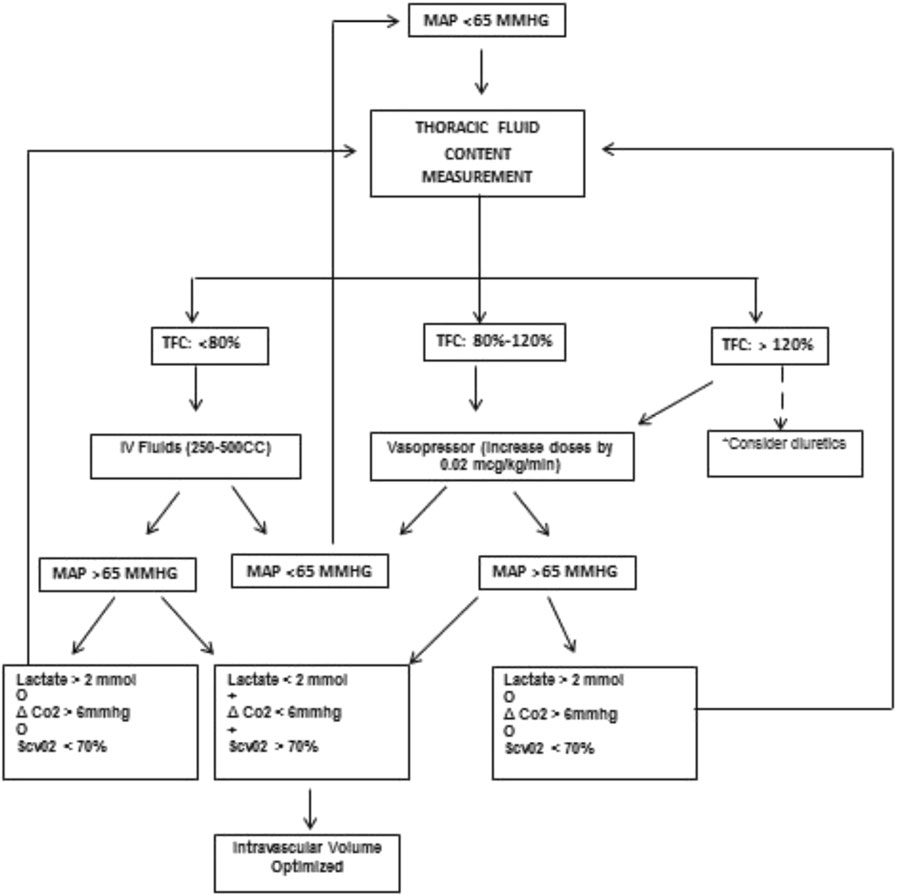 MAP <65 MMHG
THORACIC FLUID
CONTENT
MEASUREMENT
TFC: <80%
TFC: 80%-120%
TFC: > 120%
IV Fluids (250-500CC)
Vasopressor (increase doses by
0.02 mcg/kg/min)
*Consider diuretics
MAP >65 MMHG
MAP <65 MMHG
MAP >65 MMHG
Lactate > 2 mmol
O
Δ Co2 > 6mmhg
O
Scv02 < 70%
Lactate < 2 mmol
+
Δ Co2 < 6mmhg
+
Scv02 > 70%
Lactate > 2 mmol
O
Δ Co2 > 6mmhg
O
Scv02 < 70%
Intravascular Volume
Optimized